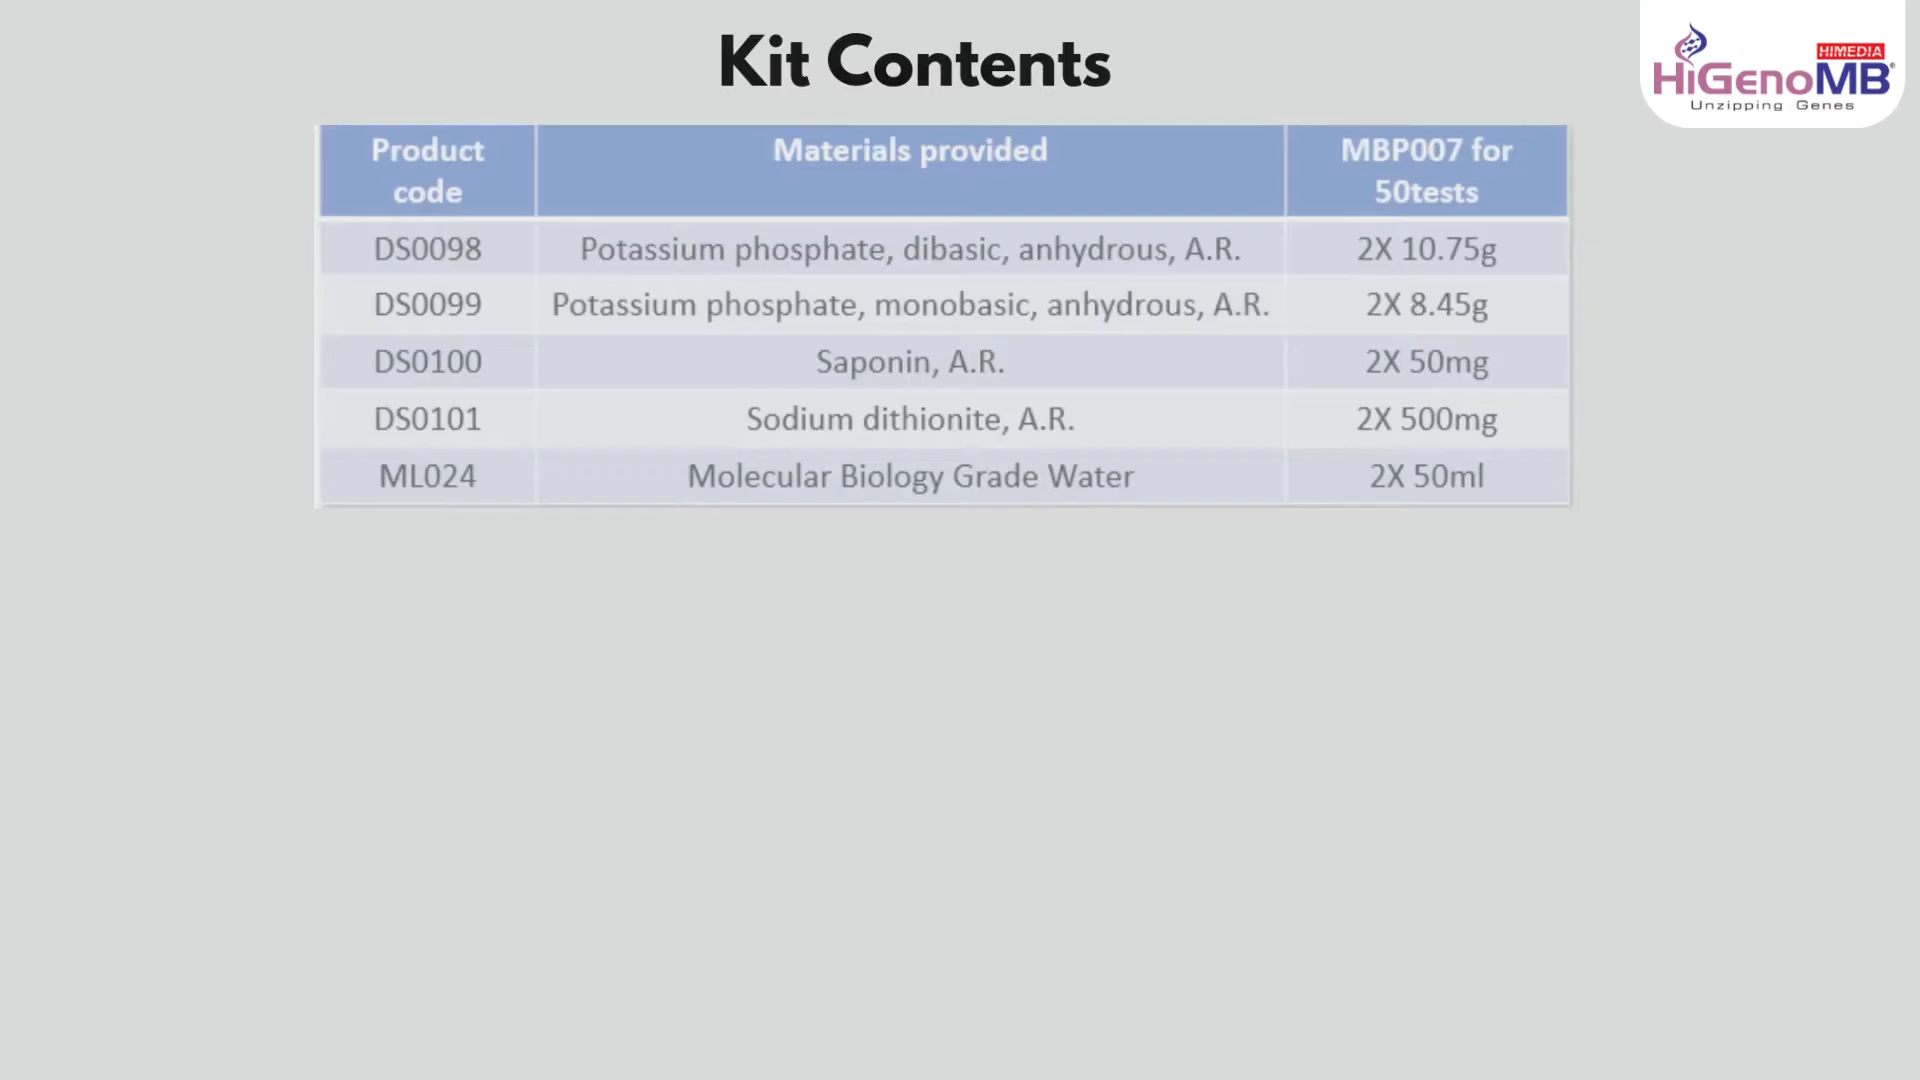 Kit Contents
HIMEDIA
HiGenoMB®
Unzipping Genes
Product code Materials provided MBP007 for 50tests
DS0098 Potassium phosphate, dibasic, anhydrous, A.R. 2X 10.75g
DS0099 Potassium phosphate, monobasic, anhydrous, A.R. 2X 8.45g
DS0100 Saponin, A.R. 2X 50mg
DS0101 Sodium dithionite, A.R. 2X 500mg
ML024 Molecular Biology Grade Water 2X 50ml